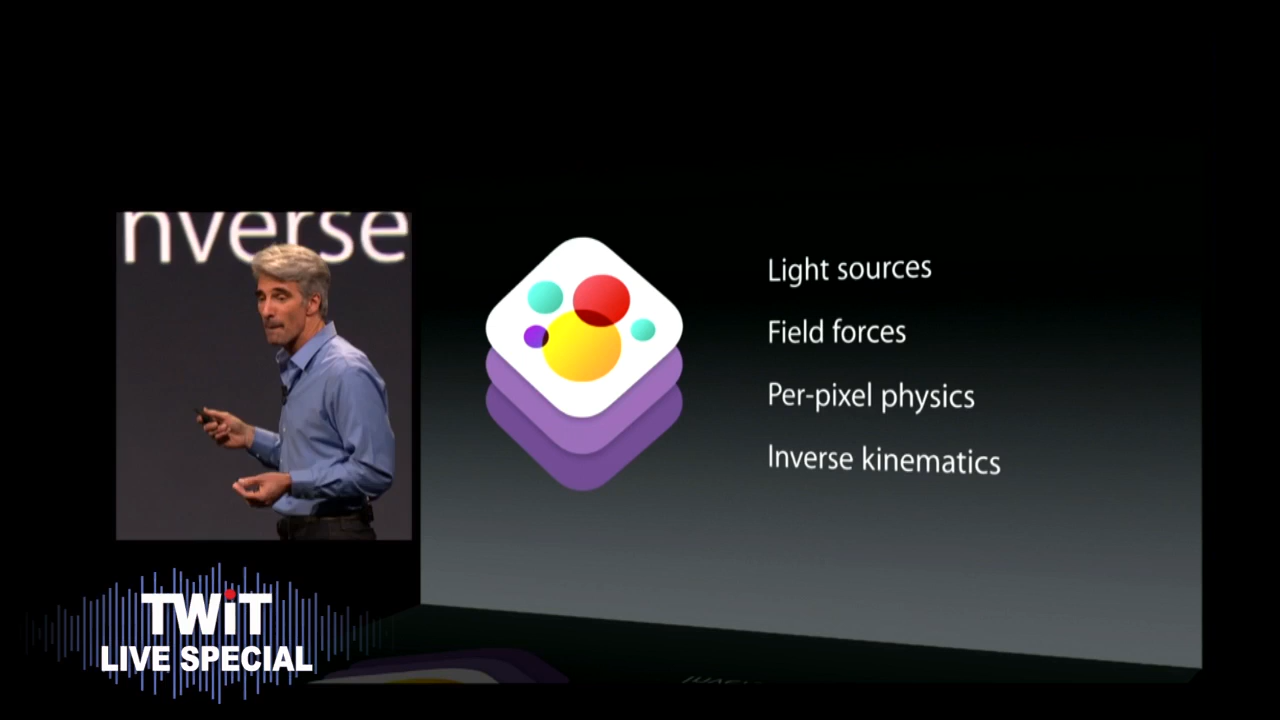 nverse
Light sources
Field forces
Per-pixel physics
Inverse kinematics
TWiT
LIVE SPECIAL